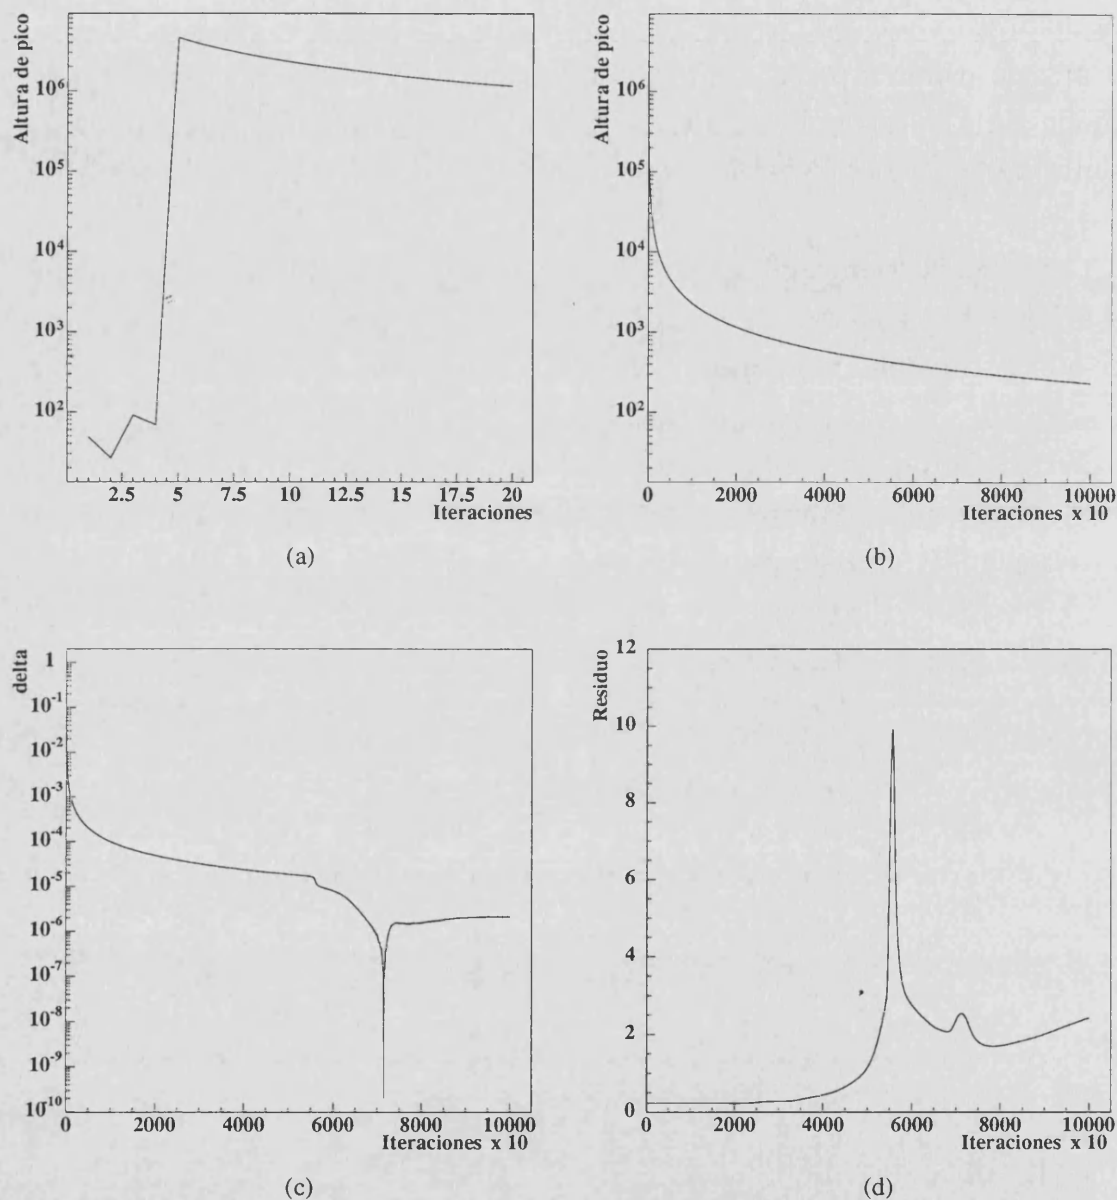 Altura de pico
10^6
10^5
10^4
10^3
10^2
2.5 5 7.5 10 12.5 15 17.5 20
Iteraciones
(a)
Altura de pico
10^6
10^5
10^4
10^3
10^2
0 2000 4000 6000 8000 10000
Iteraciones x 10
(b)
delta
1
10^-1
10^-2
10^-3
10^-4
10^-5
10^-6
10^-7
10^-8
10^-9
10^-10
0 2000 4000 6000 8000 10000
Iteraciones x 10
(c)
Residuo
12
10
8
6
4
2
0
0 2000 4000 6000 8000 10000
Iteraciones x 10
(d)